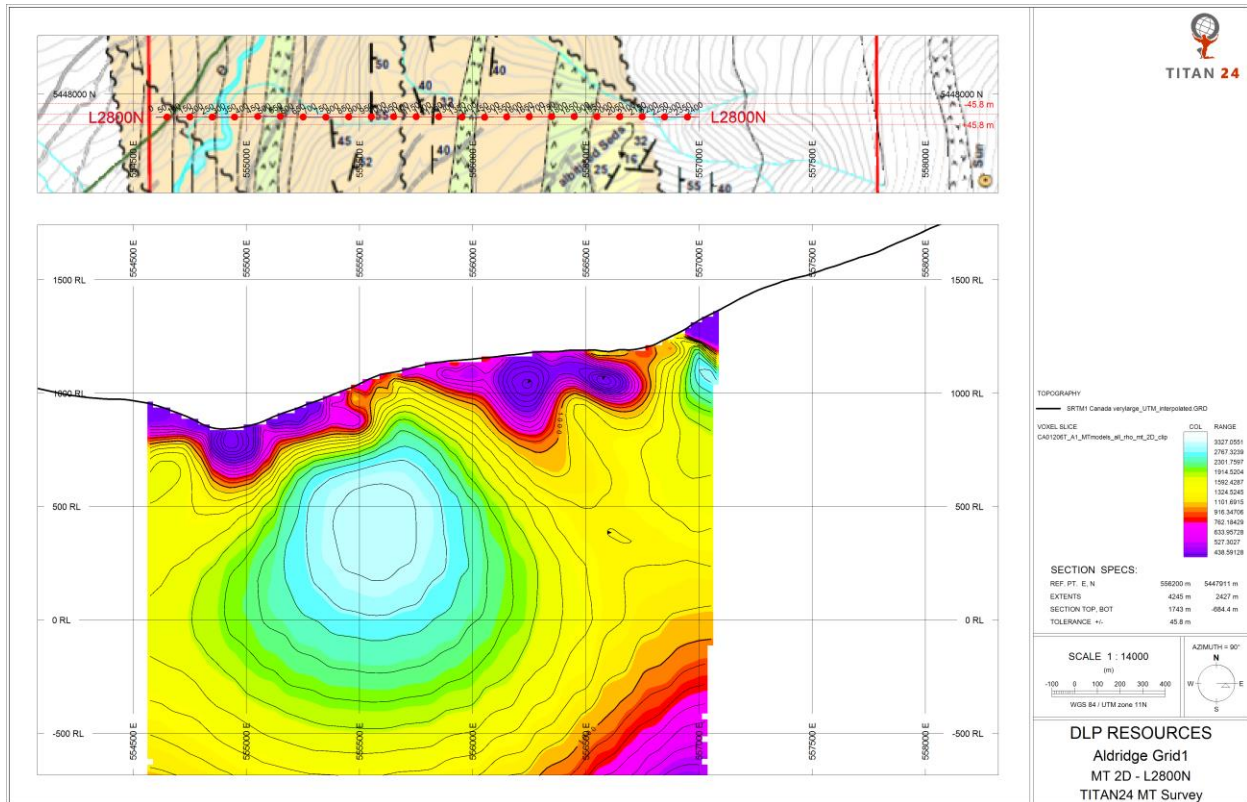 TITAN 24
5448000 N
5448000 N
-45.8 m
+45.8 m
L2800N
L2800N
50
40
40
45
40
32
25
16
55
40
albitized Seds
554500 E
555000 E
555500 E
556000 E
557000 E
557500 E
558000 E
554500 E
555000 E
555500 E
556000 E
556500 E
557000 E
557500 E
558000 E
1500 RL
1500 RL
1000 RL
1000 RL
500 RL
500 RL
0 RL
0 RL
-500 RL
-500 RL
554500 E
555000 E
555500 E
556000 E
556500 E
557000 E
557500 E
558000 E
TOPOGRAPHY
SRTM1 Canada verylarge_UTM_interpolated.GRD
VOXEL SLICE
COL RANGE
CA01206T_A1_MTmodels_all_rho_mt_2D_clip
3327.0551
2767.3239
2301.7597
1914.5204
1592.4287
1324.5245
1101.6915
916.34706
762.18429
633.95728
527.3027
438.59128
SECTION SPECS:
REF. PT. E, N 556200 m 5447911 m
EXTENTS 4245 m 2427 m
SECTION TOP, BOT 1743 m -684.4 m
TOLERANCE +/- 45.8 m
SCALE 1 : 14000
(m)
-100 0 100 200 300 400
WGS 84 / UTM zone 11N
AZIMUTH = 90°
N
W E
S
DLP RESOURCES
Aldridge Grid1
MT 2D - L2800N
TITAN24 MT Survey